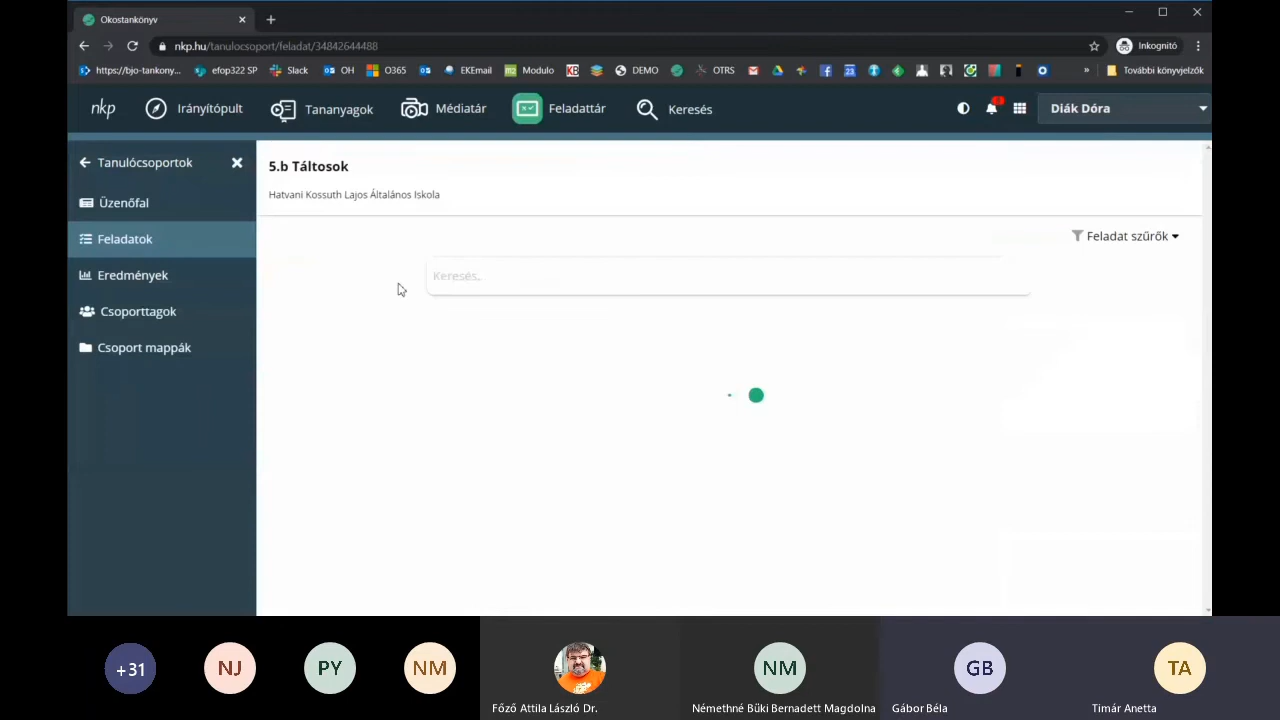 Okostankönyv
nkp.hu/tanulocsoport/feladat/34842644488
Inkognitó
https://bjo-tankony...
efop322 SP
Slack
OH
O365
EKEmail
Modulo
DEMO
OTRS
»
További könyvjelzők
nkp
Irányítópult
Tananyagok
Médiatár
Feladattár
Keresés
Diák Dóra
Tanulócsoportok
Üzenőfal
Feladatok
Eredmények
Csoporttagok
Csoport mappák
5.b Táltosok
Hatvani Kossuth Lajos Általános Iskola
Feladat szűrők
Keresés...
+31
NJ
PY
NM
NM
GB
TA
Főző Attila László Dr.
Némethné Büki Bernadett Magdolna
Gábor Béla
Timár Anetta